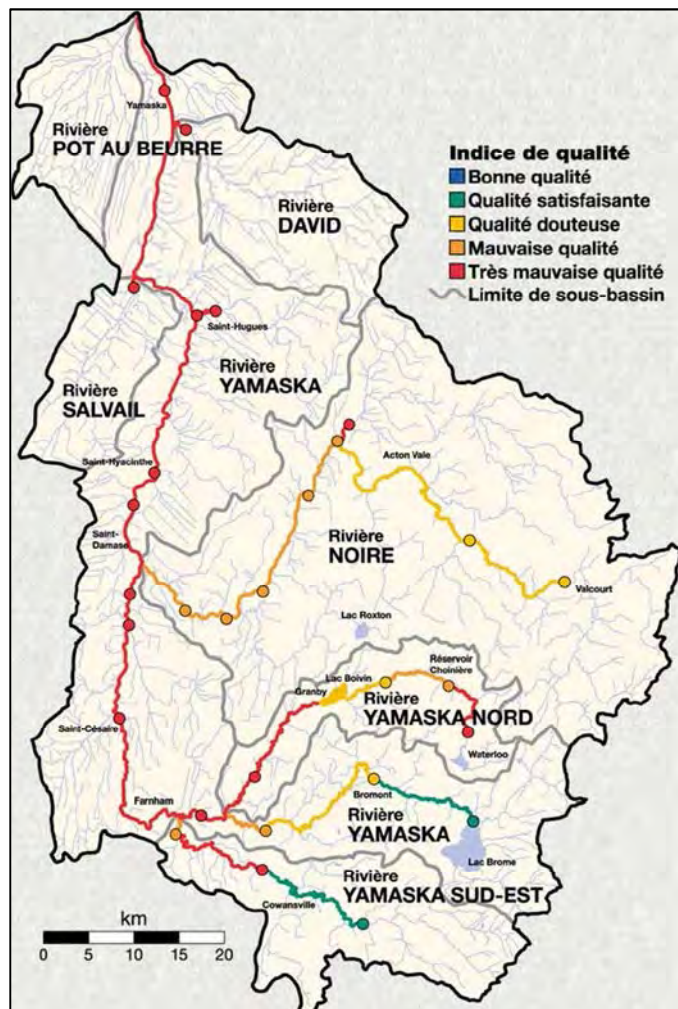 Yamaska
Rivière
POT AU BEURRE
Indice de qualité
Bonne qualité
Qualité satisfaisante
Qualité douteuse
Mauvaise qualité
Très mauvaise qualité
Limite de sous-bassin
Rivière
DAVID
Saint-Hugues
Rivière
YAMASKA
Rivière
SALVAIL
Saint-Hyacinthe
Acton Vale
Saint-
Damase
Rivière
NOIRE
Valcourt
Lac Roxton
Réservoir
Choinière
Lac Boivin
Granby
Rivière
YAMASKA NORD
Saint-Césaire
Waterloo
Farnham
Bromont
Rivière
YAMASKA
Lac Brome
Rivière
YAMASKA SUD-EST
Cowansville
km
0 5 10 15 20